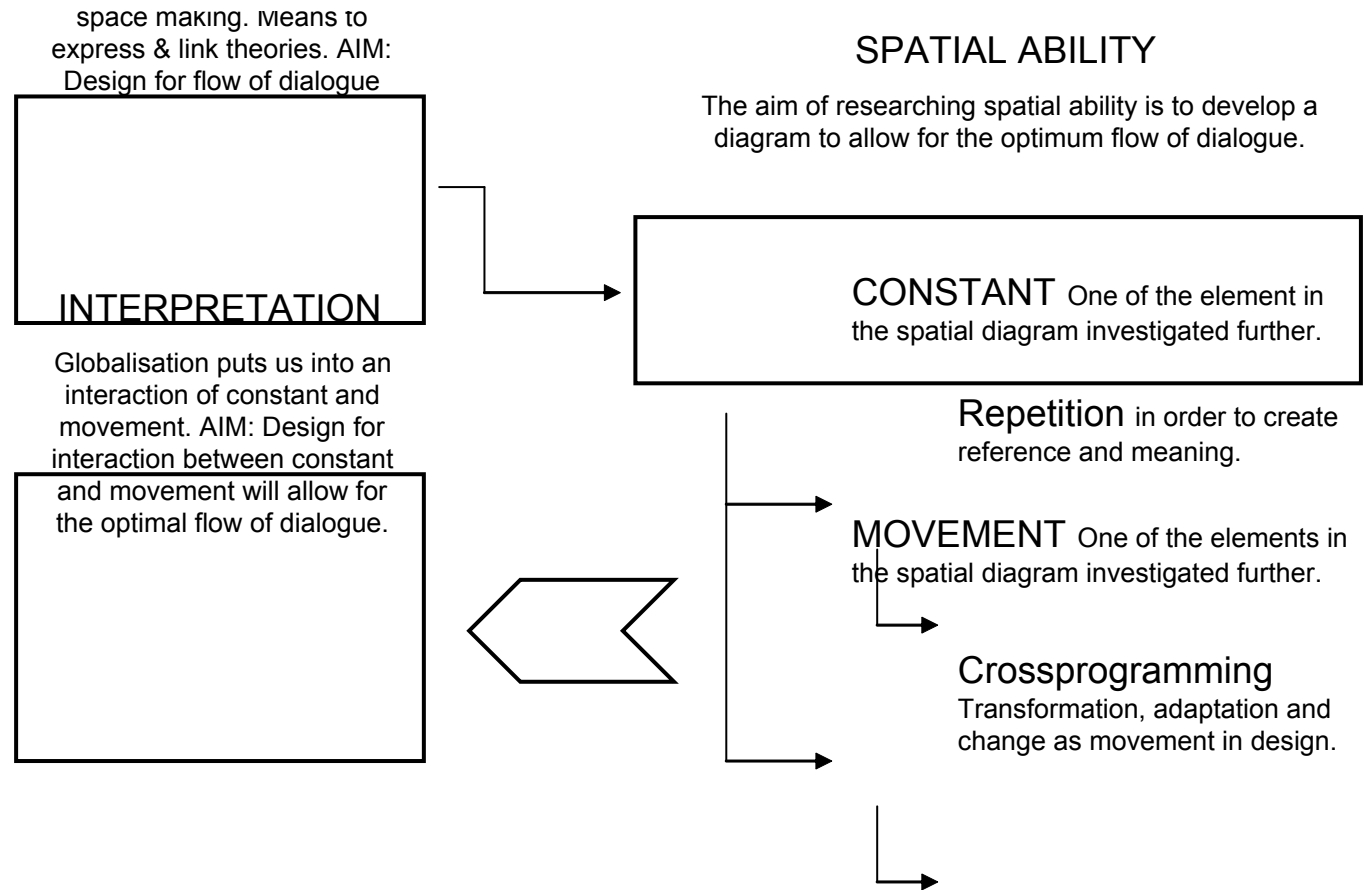 space making. Means to
express & link theories. AIM:
Design for flow of dialogue
INTERPRETATION
Globalisation puts us into an
interaction of constant and
movement. AIM: Design for
interaction between constant
and movement will allow for
the optimal flow of dialogue.
SPATIAL ABILITY
The aim of researching spatial ability is to develop a
diagram to allow for the optimum flow of dialogue.
CONSTANT One of the element in
the spatial diagram investigated further.
Repetition in order to create
reference and meaning.
MOVEMENT One of the elements in
the spatial diagram investigated further.
Crossprogramming
Transformation, adaptation and
change as movement in design.